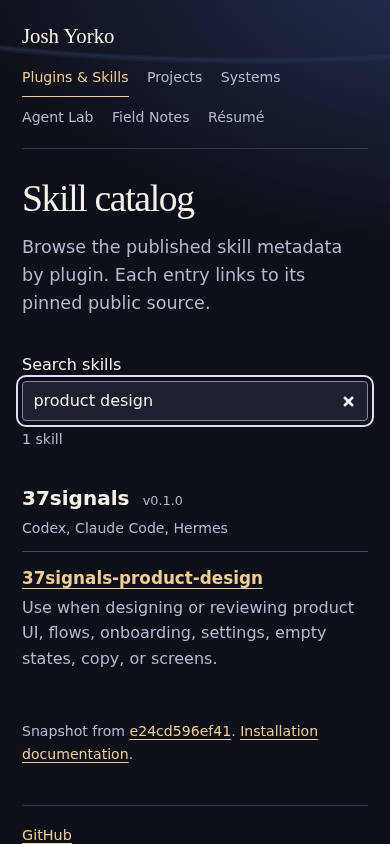 Josh Yorko
Plugins & Skills Projects Systems
Agent Lab Field Notes Résumé
Skill catalog
Browse the published skill metadata
by plugin. Each entry links to its
pinned public source.
Search skills
product design
1 skill
37signals v0.1.0
Codex, Claude Code, Hermes
37signals-product-design
Use when designing or reviewing product
UI, flows, onboarding, settings, empty
states, copy, or screens.
Snapshot from e24cd596ef41. Installation
documentation.
GitHub